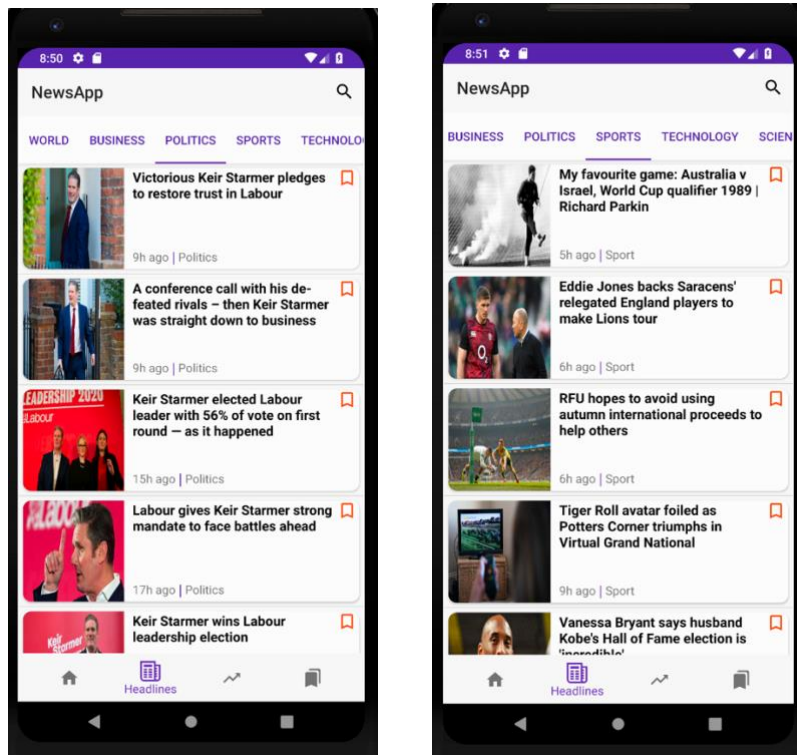 8:50
NewsApp
WORLD BUSINESS POLITICS SPORTS TECHNOLO
Victorious Keir Starmer pledges
to restore trust in Labour
9h ago | Politics
A conference call with his de-
feated rivals – then Keir Starmer
was straight down to business
9h ago | Politics
EADERSHIP 2020
Labour
Keir Starmer elected Labour
leader with 56% of vote on first
round — as it happened
15h ago | Politics
Labour gives Keir Starmer strong
mandate to face battles ahead
17h ago | Politics
Keir
Starmer
Keir Starmer wins Labour
leadership election
Headlines
8:51
NewsApp
BUSINESS POLITICS SPORTS TECHNOLOGY SCIEN
My favourite game: Australia v
Israel, World Cup qualifier 1989 |
Richard Parkin
5h ago | Sport
Eddie Jones backs Saracens'
relegated England players to
make Lions tour
6h ago | Sport
O2
RFU hopes to avoid using
autumn international proceeds to
help others
6h ago | Sport
Tiger Roll avatar foiled as
Potters Corner triumphs in
Virtual Grand National
9h ago | Sport
Vanessa Bryant says husband
Kobe's Hall of Fame election is
'incredible'
Headlines